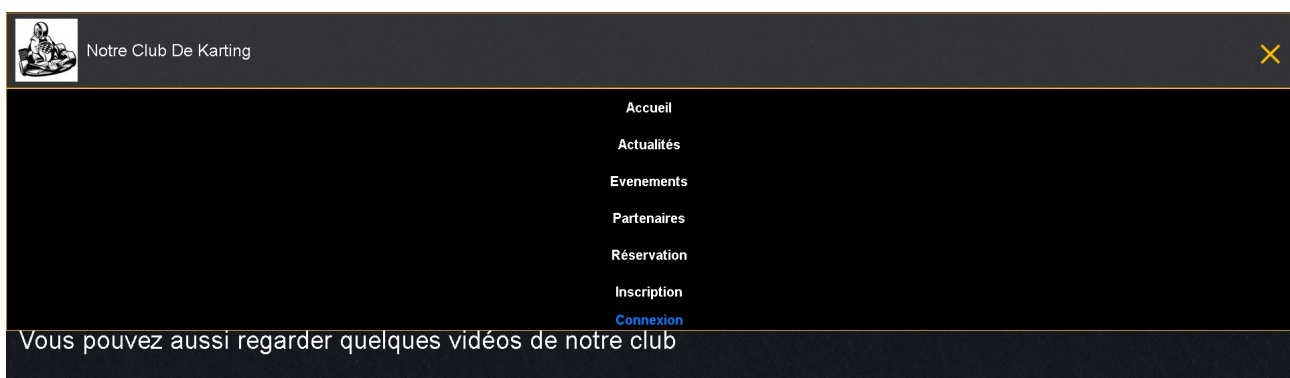 Notre Club De Karting
Accueil
Actualités
Evenements
Partenaires
Réservation
Inscription
Connexion
Vous pouvez aussi regarder quelques vidéos de notre club